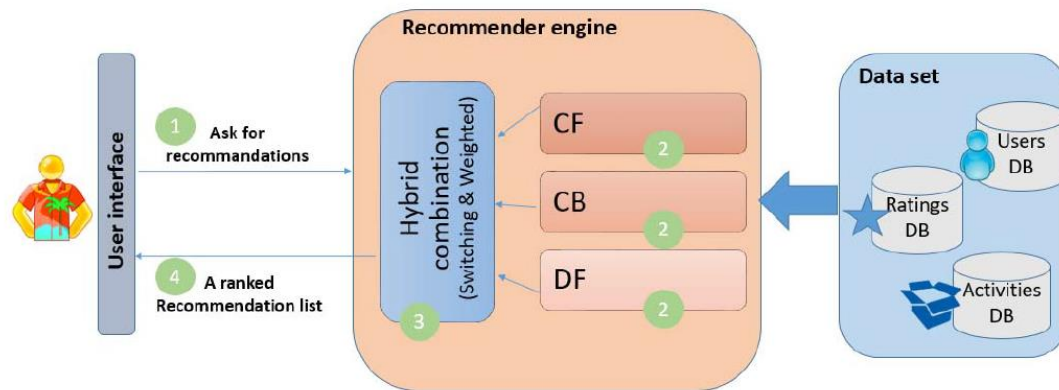 User interface
1
Ask for
recommandations
4
A ranked
Recommendation list
Recommender engine
Hybrid
combination
(Switching & Weighted)
3
CF
2
CB
2
DF
2
Data set
Users
DB
Ratings
DB
Activities
DB